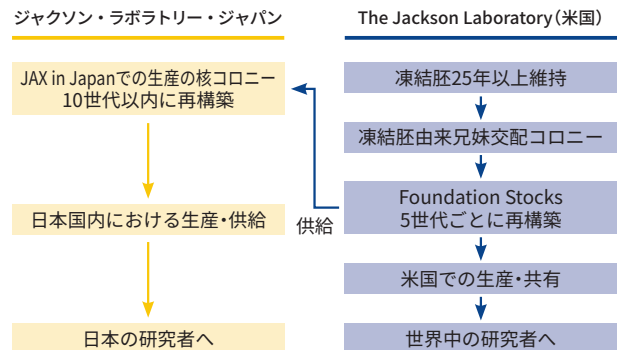 ジャクソン・ラボラトリー・ジャパン
JAX in Japanでの生産の核コロニー
10世代以内に再構築
日本国内における生産・供給
日本の研究者へ
供給
The Jackson Laboratory（米国）
凍結胚25年以上維持
凍結胚由来兄妹交配コロニー
Foundation Stocks
5世代ごとに再構築
米国での生産・共有
世界中の研究者へ